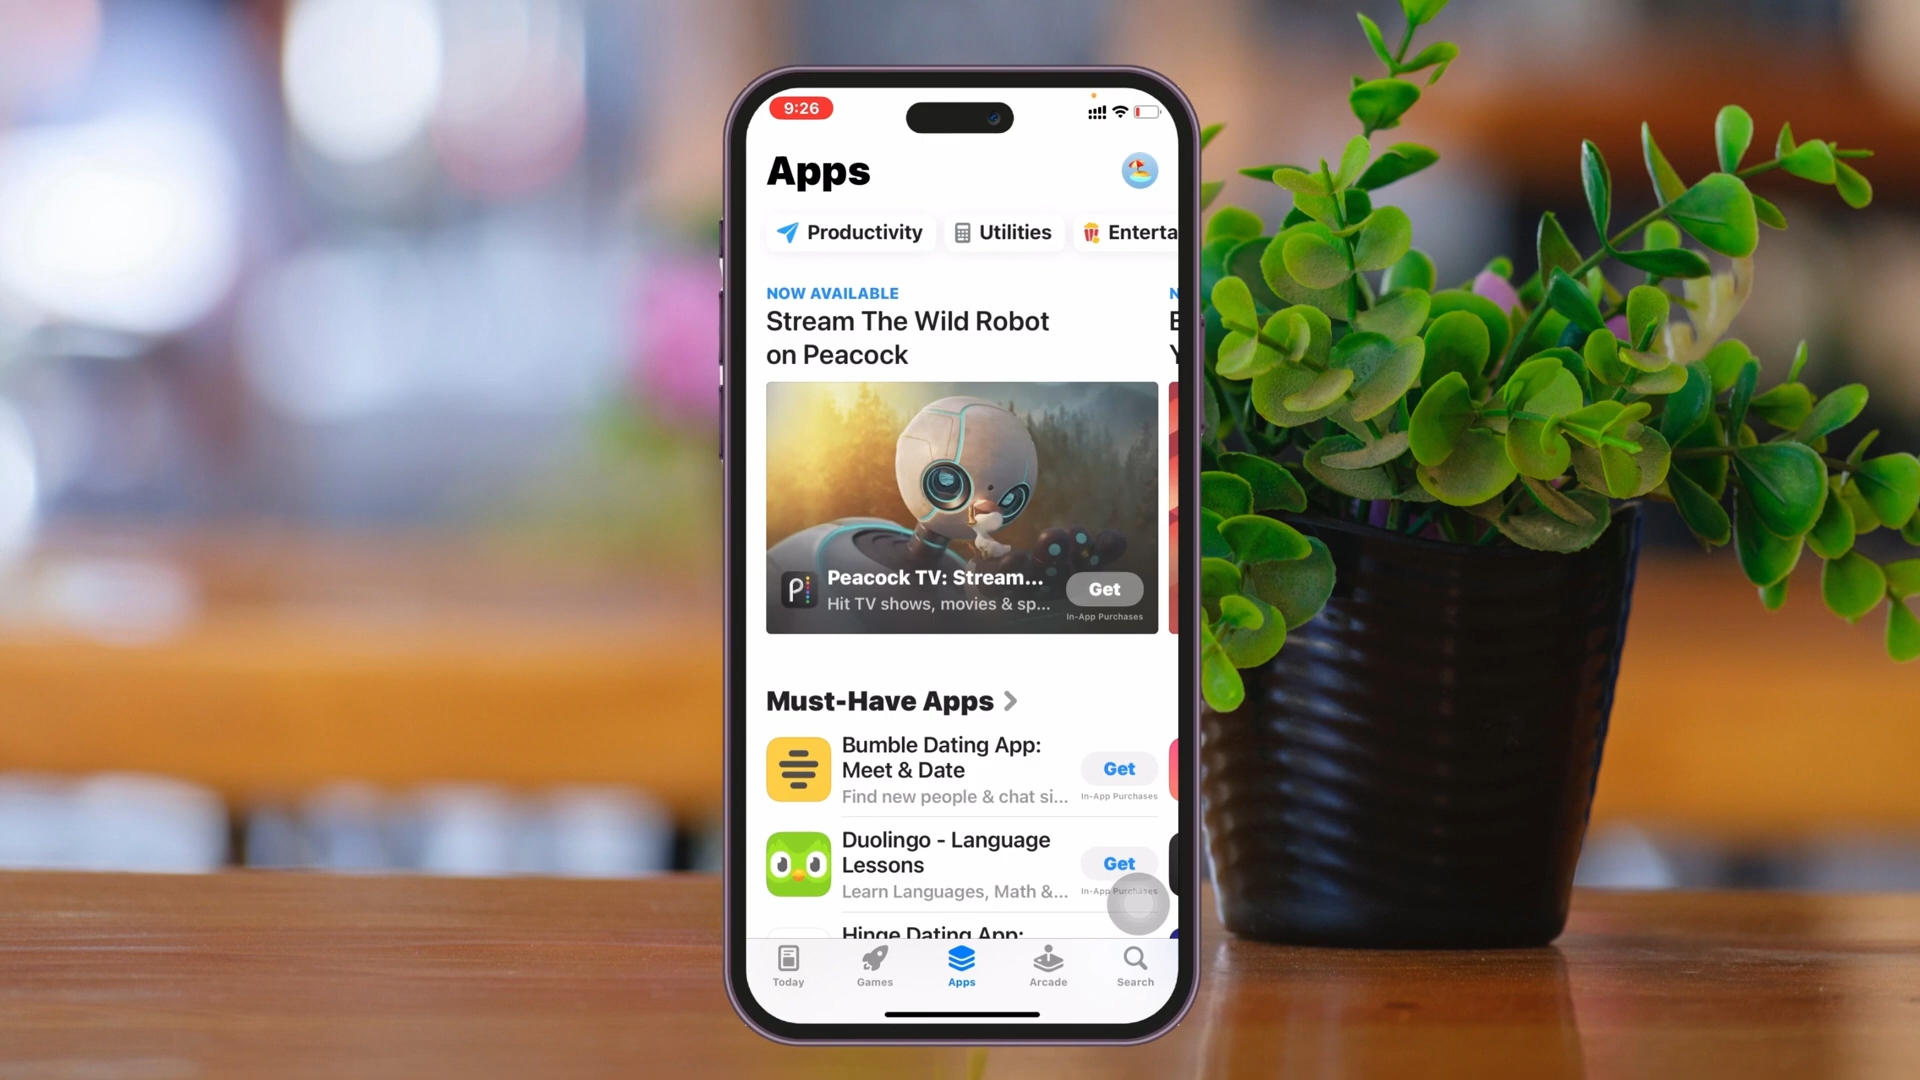 9:26
Apps
Productivity
Utilities
Enterta
NOW AVAILABLE
Stream The Wild Robot
on Peacock
Peacock TV: Stream...
Hit TV shows, movies & sp...
Get
In-App Purchases
Must-Have Apps
Bumble Dating App:
Meet & Date
Find new people & chat si...
Get
In-App Purchases
Duolingo - Language
Lessons
Learn Languages, Math &...
Get
In-App Purchases
Hinge Dating App:
Today
Games
Apps
Arcade
Search